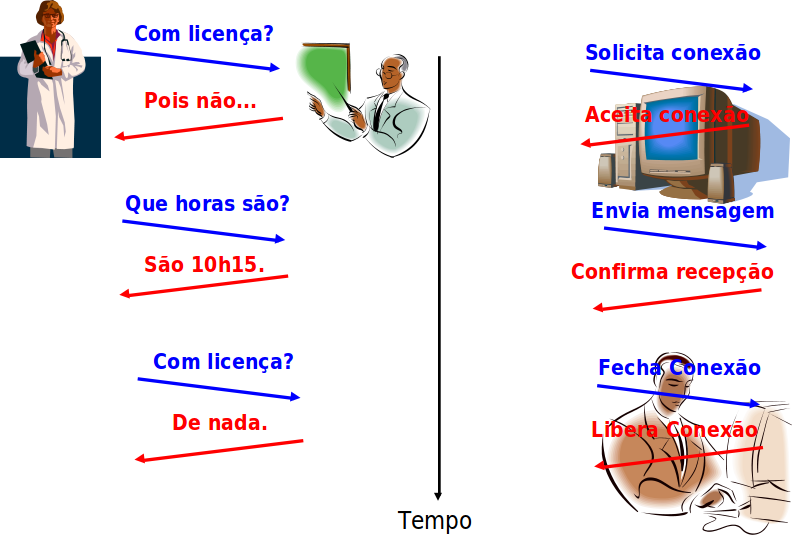 Com licença?
Pois não...
Que horas são?
São 10h15.
Com licença?
De nada.
Tempo
Solicita conexão
Aceita conexão
Envia mensagem
Confirma recepção
Fecha Conexão
Libera Conexão